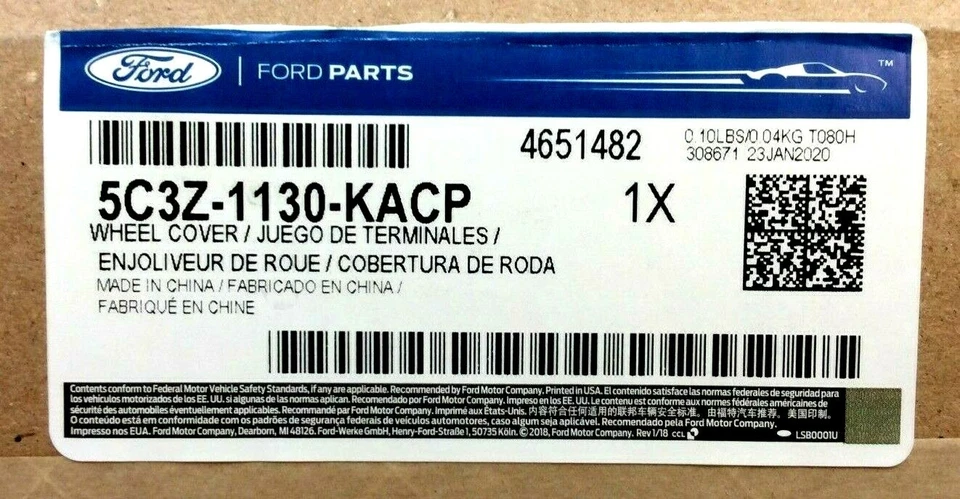 Ford | FORD PARTS ™
4651482
0.10LBS/0.04KG T080H
308671 23JAN2020
5C3Z-1130-KACP 1X
WHEEL COVER / JUEGO DE TERMINALES /
ENJOLIVEUR DE ROUE / COBERTURA DE RODA
MADE IN CHINA / FABRICADO EN CHINA /
FABRIQUÉ EN CHINE
Contents conform to Federal Motor Vehicle Safety Standards, if any are applicable. Recommended by Ford Motor Company. Printed in USA. El contenido satisface las normas federales de seguridad para
los vehículos motorizados de los EE. UU. si algunas de las normas aplican. Recomendado por Ford Motor Company. Impreso en los EE. UU. Le contenu est conforme aux normes fédérales américaines de
sécurité des automobiles éventuellement applicables. Recommandé par Ford Motor Company. Imprimé aux États-Unis. 内容符合任何适用的联邦车辆安全标准。由福特汽车推荐。美国印制。
O conteúdo está em conformidade com os padrões de segurança federais de veículos automotores, caso algum seja aplicável. Recomendado pela Ford Motor Company.
Impresso nos EUA. Ford Motor Company, Dearborn, MI 48126. Ford-Werke GmbH, Henry-Ford-Straße 1, 50735 Köln. © 2018, Ford Motor Company. Rev 1/18 CCL LSB0001U